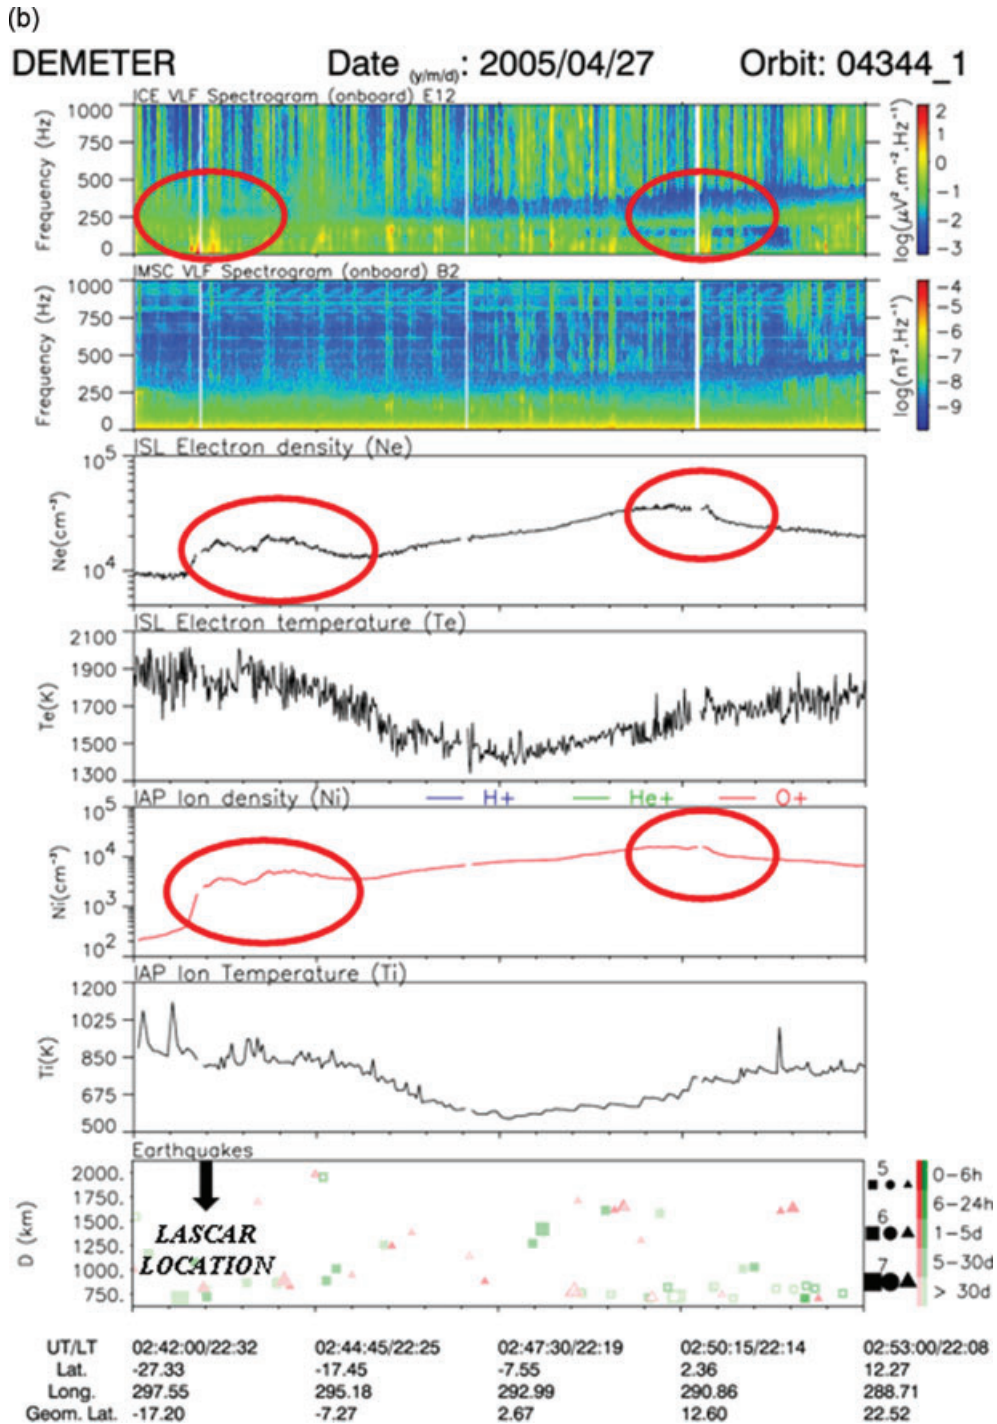 (b)
DEMETER Date (y/m/d): 2005/04/27 Orbit: 04344_1
ICE VLF Spectrogram (onboard) E12
Frequency (Hz)
1000
750
500
250
0
2
1
0
-1
-2
-3
log(μV².m⁻².Hz⁻¹)
IMSC VLF Spectrogram (onboard) B2
Frequency (Hz)
1000
750
500
250
0
-4
-5
-6
-7
-8
-9
log(nT².Hz⁻¹)
ISL Electron density (Ne)
Ne(cm⁻³)
10⁵
10⁴
ISL Electron temperature (Te)
Te(K)
2100
1900
1700
1500
1300
IAP Ion density (Ni) H+ He+ O+
Ni(cm⁻³)
10⁵
10⁴
10³
10²
IAP Ion Temperature (Ti)
Ti(K)
1200
1025
850
675
500
Earthquakes
D (km)
2000.
1750.
1500.
1250.
1000.
750.
LASCAR
LOCATION
5
6
7
0-6h
6-24h
1-5d
5-30d
> 30d
UT/LT 02:42:00/22:32 02:44:45/22:25 02:47:30/22:19 02:50:15/22:14 02:53:00/22:08
Lat. -27.33 -17.45 -7.55 2.36 12.27
Long. 297.55 295.18 292.99 290.86 288.71
Geom. Lat. -17.20 -7.27 2.67 12.60 22.52